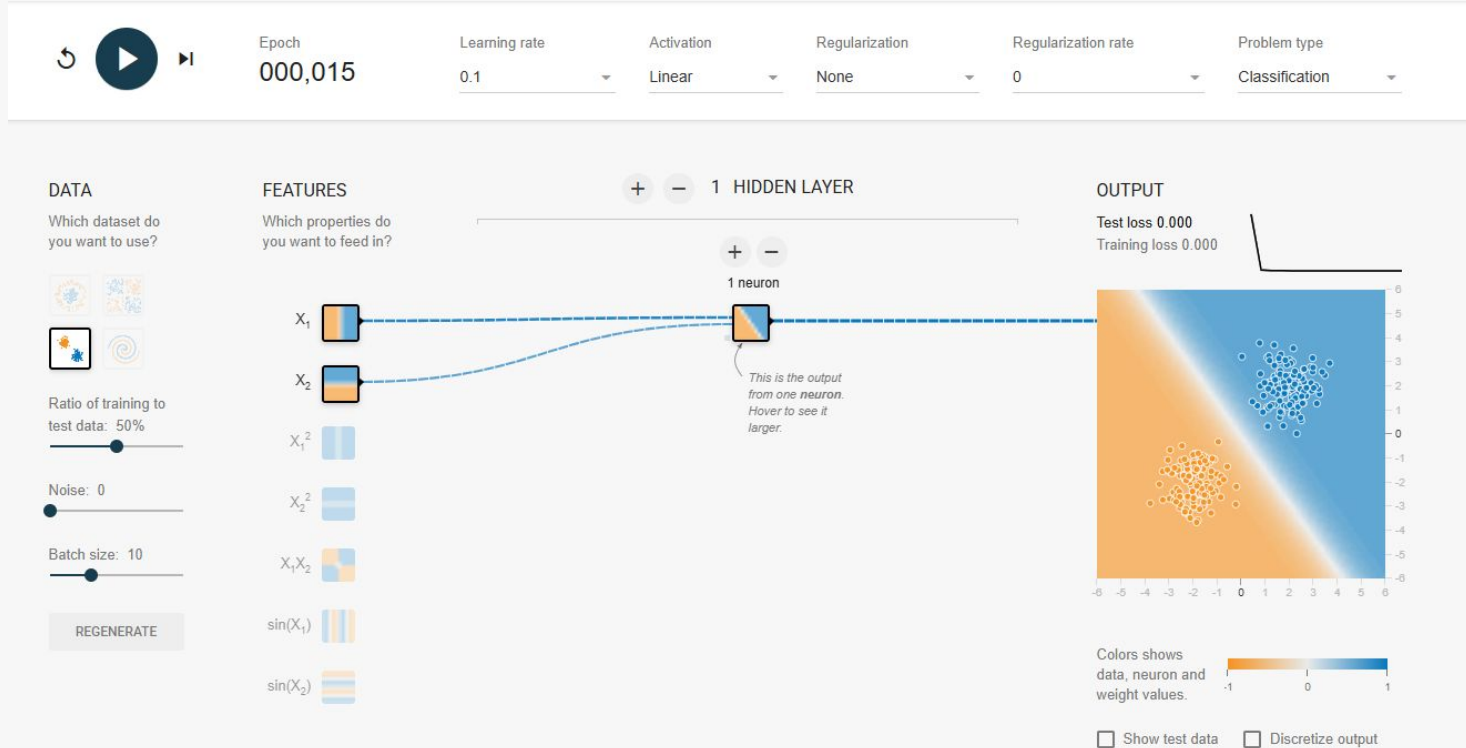 Epoch
000,015
Learning rate
0.1
Activation
Linear
Regularization
None
Regularization rate
0
Problem type
Classification
DATA
Which dataset do
you want to use?
Ratio of training to
test data: 50%
Noise: 0
Batch size: 10
REGENERATE
FEATURES
Which properties do
you want to feed in?
X₁
X₂
X₁²
X₂²
X₁X₂
sin(X₁)
sin(X₂)
+ − 1 HIDDEN LAYER
+ −
1 neuron
This is the output
from one neuron.
Hover to see it
larger.
OUTPUT
Test loss 0.000
Training loss 0.000
6
5
4
3
2
1
0
-1
-2
-3
-4
-5
-6
-6 -5 -4 -3 -2 -1 0 1 2 3 4 5 6
Colors shows
data, neuron and
weight values.
-1 0 1
Show test data
Discretize output